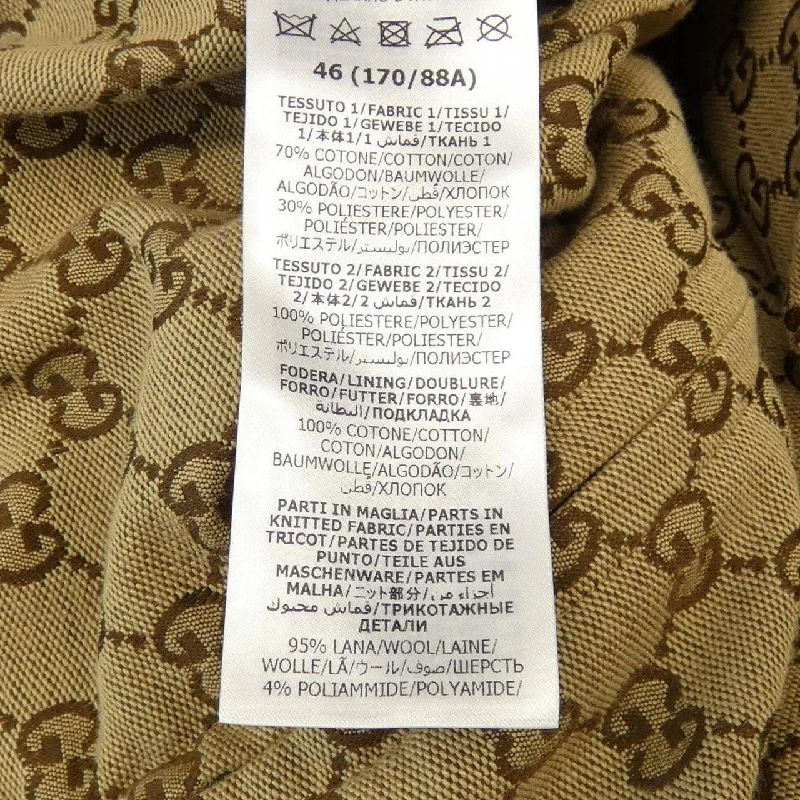 46 (170/88A)
TESSUTO 1/FABRIC 1/TISSU 1/
TEJIDO 1/GEWEBE 1/TECIDO
1/本体1/1 قماش/ТКАНЬ 1
70% COTONE/COTTON/COTON/
ALGODON/BAUMWOLLE/
ALGODÃO/コットン/قطن/ХЛОПОК
30% POLIESTERE/POLYESTER/
POLIÉSTER/POLIESTER/
ポリエステル/بوليستر/ПОЛИЭСТЕР
TESSUTO 2/FABRIC 2/TISSU 2/
TEJIDO 2/GEWEBE 2/TECIDO
2/本体2/2 قماش/ТКАНЬ 2
100% POLIESTERE/POLYESTER/
POLIÉSTER/POLIESTER/
ポリエステル/بوليستر/ПОЛИЭСТЕР
FODERA/LINING/DOUBLURE/
FORRO/FUTTER/FORRO/裏地/
البطانة/ПОДКЛАДКА
100% COTONE/COTTON/
COTON/ALGODON/
BAUMWOLLE/ALGODÃO/コットン/
قطن/ХЛОПОК
PARTI IN MAGLIA/PARTS IN
KNITTED FABRIC/PARTIES EN
TRICOT/PARTES DE TEJIDO DE
PUNTO/TEILE AUS
MASCHENWARE/PARTES EM
MALHA/ニット部分/أجزاء من
قماش محبوك/ТРИКОТАЖНЫЕ
ДЕТАЛИ
95% LANA/WOOL/LAINE/
WOLLE/LÃ/ウール/صوف/ШЕРСТЬ
4% POLIAMMIDE/POLYAMIDE/